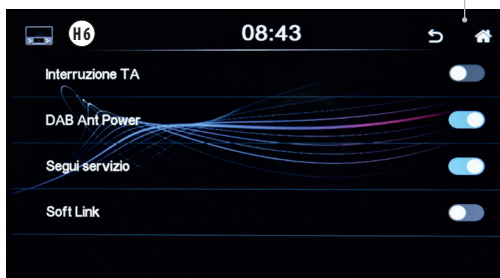 H6 08:43
Interruzione TA
DAB Ant Power
Segui servizio
Soft Link